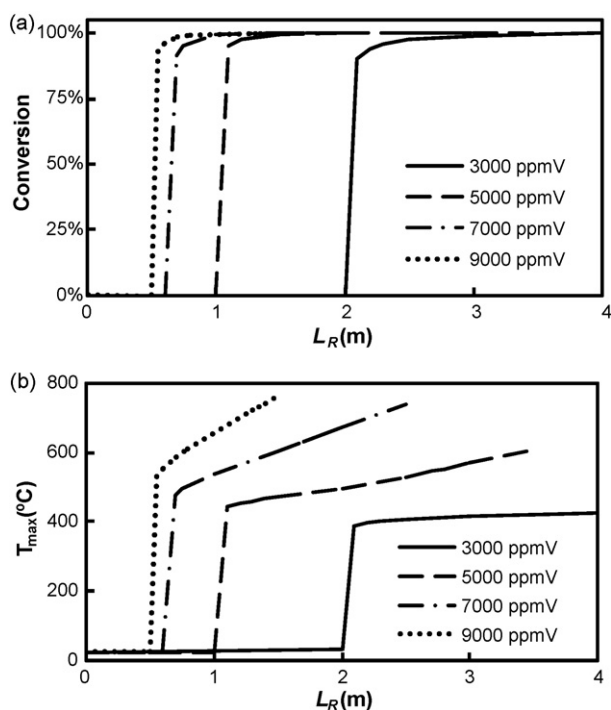 (a)
100%
75%
50%
25%
0%
Conversion
3000 ppmV
5000 ppmV
7000 ppmV
9000 ppmV
0 1 2 3 4
L_R(m)
(b)
800
600
400
200
0
T_max(ºC)
3000 ppmV
5000 ppmV
7000 ppmV
9000 ppmV
0 1 2 3 4
L_R(m)